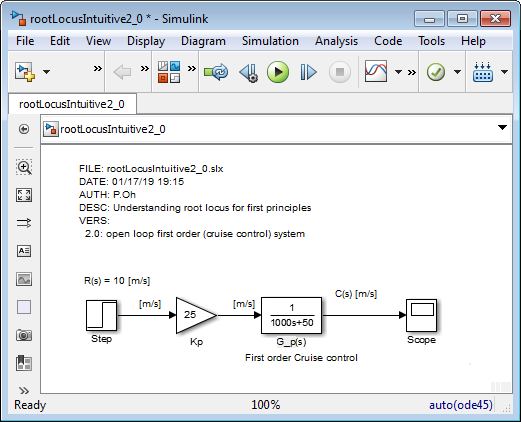 rootLocusIntuitive2_0 * - Simulink
File Edit View Display Diagram Simulation Analysis Code Tools Help
» » »
rootLocusIntuitive2_0
rootLocusIntuitive2_0
FILE: rootLocusIntuitive2_0.slx
DATE: 01/17/19 19:15
AUTH: P.Oh
DESC: Understanding root locus for first principles
VERS:
2.0: open loop first order (cruise control) system
R(s) = 10 [m/s]
[m/s] [m/s] C(s) [m/s]
25
1
1000s+50
Step Kp G_p(s) Scope
First order Cruise control
»
Ready 100% auto(ode45)